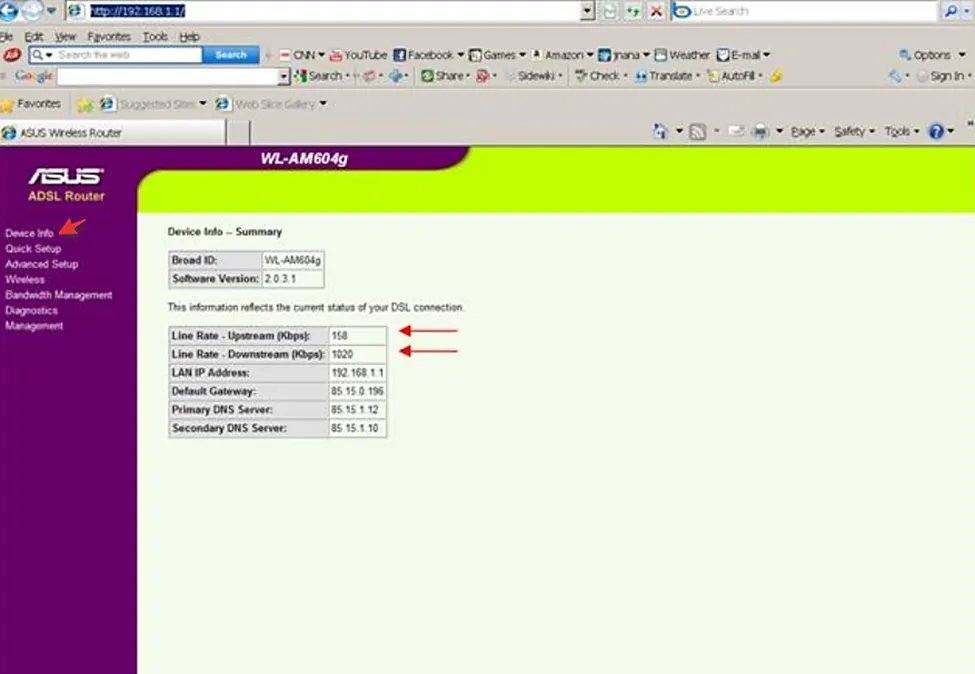 http://192.168.1.1/
Live Search
File Edit View Favorites Tools Help
Search the web Search CNN YouTube Facebook Games Amazon jnana Weather E-mail Options
Google Search Share Sidewiki Check Translate AutoFill Sign In
Favorites Suggested Sites Web Slice Gallery
ASUS Wireless Router Page Safety Tools
WL-AM604g
ASUS
ADSL Router
Device Info
Quick Setup
Advanced Setup
Wireless
Bandwidth Management
Diagnostics
Management
Device Info -- Summary
Broad ID: WL-AM604g
Software Version: 2.0.3.1
This information reflects the current status of your DSL connection.
Line Rate - Upstream (Kbps): 158
Line Rate - Downstream (Kbps): 1020
LAN IP Address: 192.168.1.1
Default Gateway: 85.15.0.196
Primary DNS Server: 85.15.1.12
Secondary DNS Server: 85.15.1.10